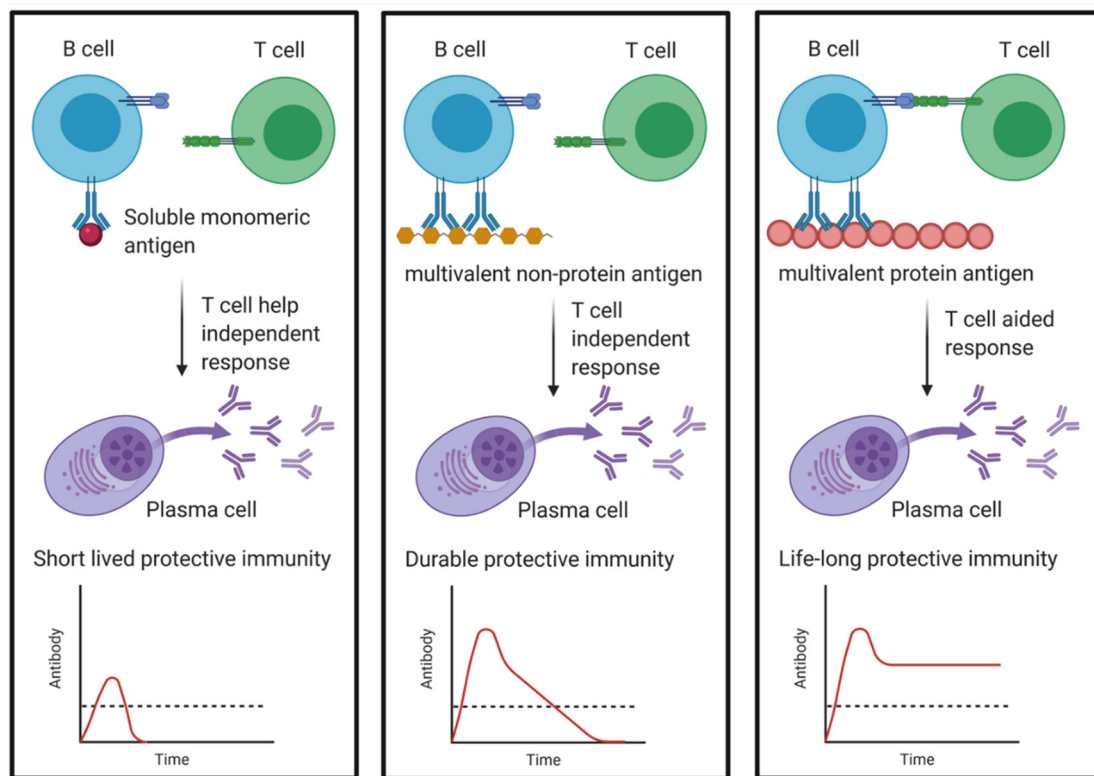 B cell
T cell
Soluble monomeric
antigen
T cell help
independent
response
Plasma cell
Short lived protective immunity
Antibody
Time
B cell
T cell
multivalent non-protein antigen
T cell
independent
response
Plasma cell
Durable protective immunity
Antibody
Time
B cell
T cell
multivalent protein antigen
T cell aided
response
Plasma cell
Life-long protective immunity
Antibody
Time